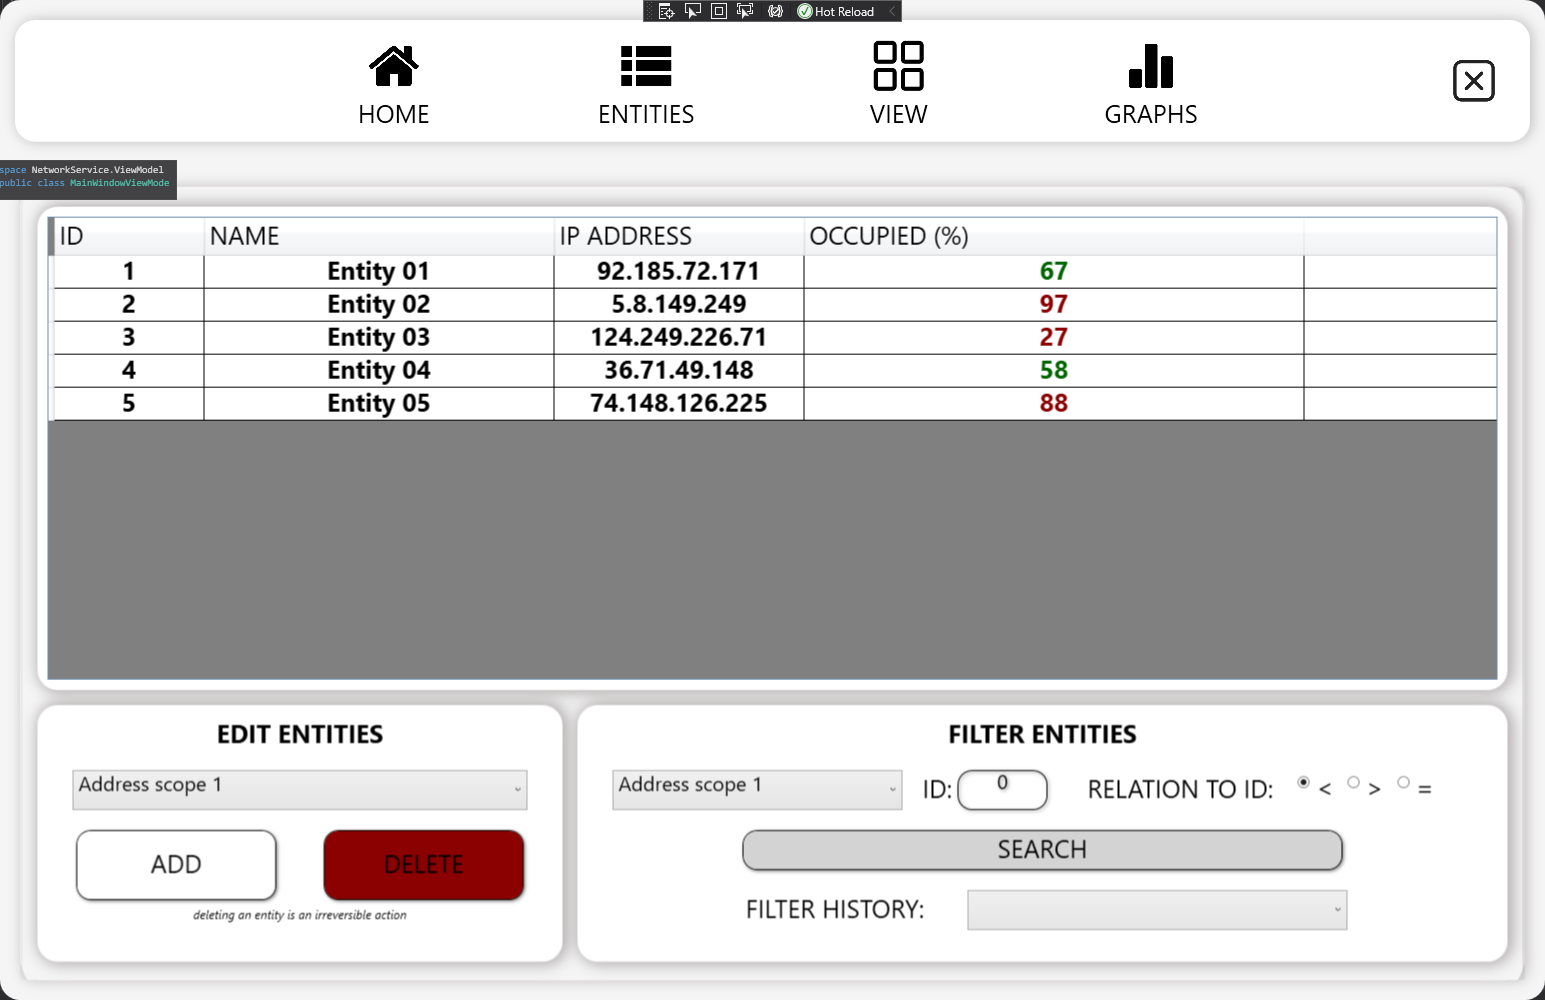 Hot Reload
HOME ENTITIES VIEW GRAPHS
space NetworkService.ViewModel
public class MainWindowViewMode
ID NAME IP ADDRESS OCCUPIED (%)
1 Entity 01 92.185.72.171 67
2 Entity 02 5.8.149.249 97
3 Entity 03 124.249.226.71 27
4 Entity 04 36.71.49.148 58
5 Entity 05 74.148.126.225 88
EDIT ENTITIES
Address scope 1
ADD DELETE
deleting an entity is an irreversible action
FILTER ENTITIES
Address scope 1 ID: 0 RELATION TO ID: < > =
SEARCH
FILTER HISTORY: